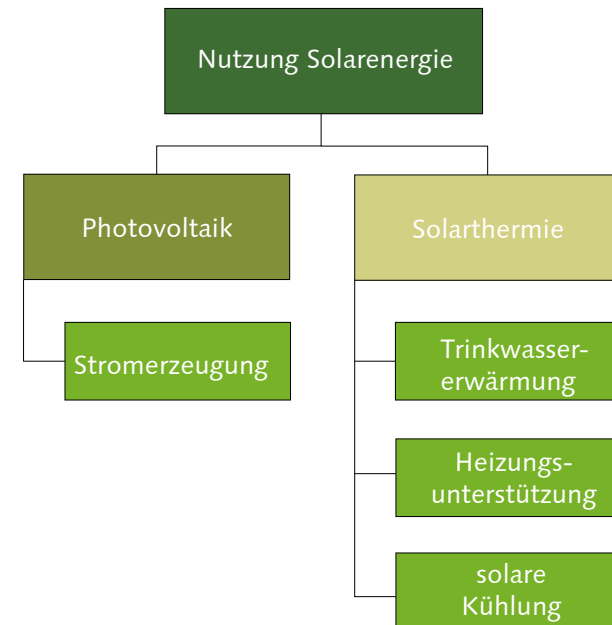 Nutzung Solarenergie
Photovoltaik
Solarthermie
Stromerzeugung
Trinkwasser-
erwärmung
Heizungs-
unterstützung
solare
Kühlung